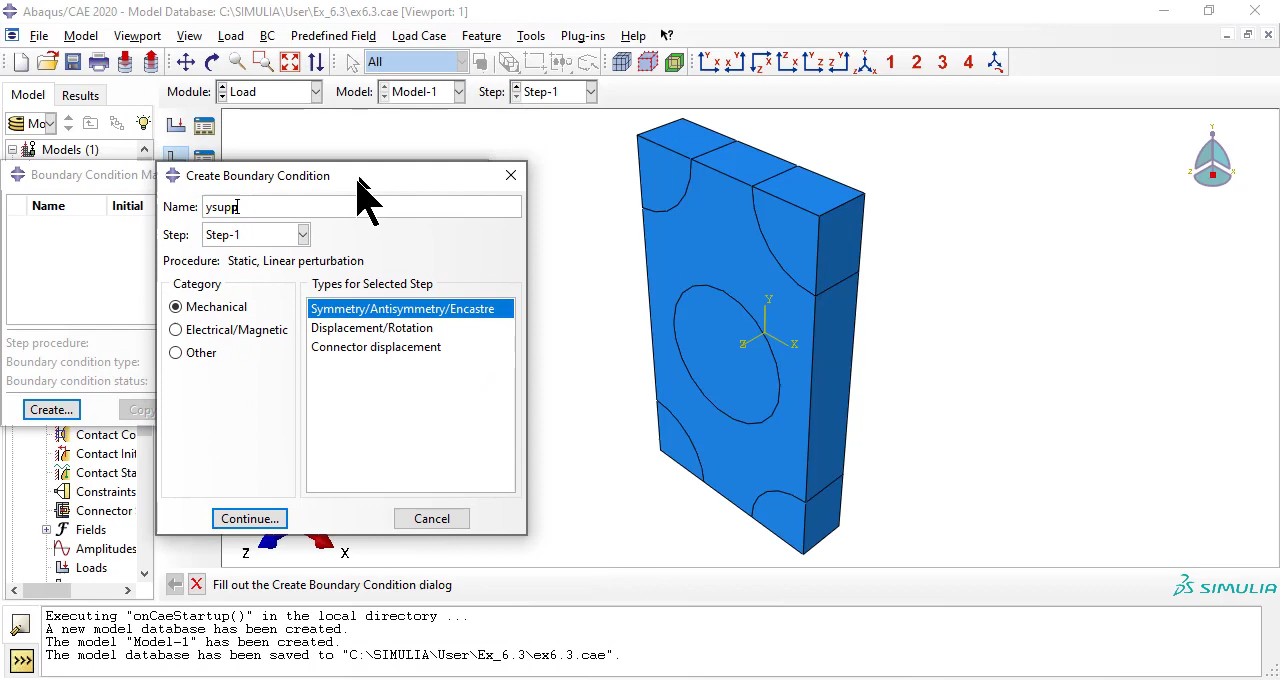 Abaqus/CAE 2020 - Model Database: C:\SIMULIA\User\Ex_6.3\ex6.3.cae [Viewport: 1]
File Model Viewport View Load BC Predefined Field Load Case Feature Tools Plug-ins Help
All
1 2 3 4
Model Results
Module: Load Model: Model-1 Step: Step-1
Models (1)
Boundary Condition
Name Initial
Step procedure:
Boundary condition type:
Boundary condition status:
Create... Copy
Create Boundary Condition
Name: ysupp
Step: Step-1
Procedure: Static, Linear perturbation
Category
Mechanical
Electrical/Magnetic
Other
Types for Selected Step
Symmetry/Antisymmetry/Encastre
Displacement/Rotation
Connector displacement
Continue... Cancel
Y
Z X
Y
Z X
Z X
Contact Co
Contact Init
Contact Sta
Constraints
Connector
Fields
Amplitudes
Loads
Fill out the Create Boundary Condition dialog
SIMULIA
Executing "onCaeStartup()" in the local directory ...
A new model database has been created.
The model "Model-1" has been created.
The model database has been saved to "C:\SIMULIA\User\Ex_6.3\ex6.3.cae".